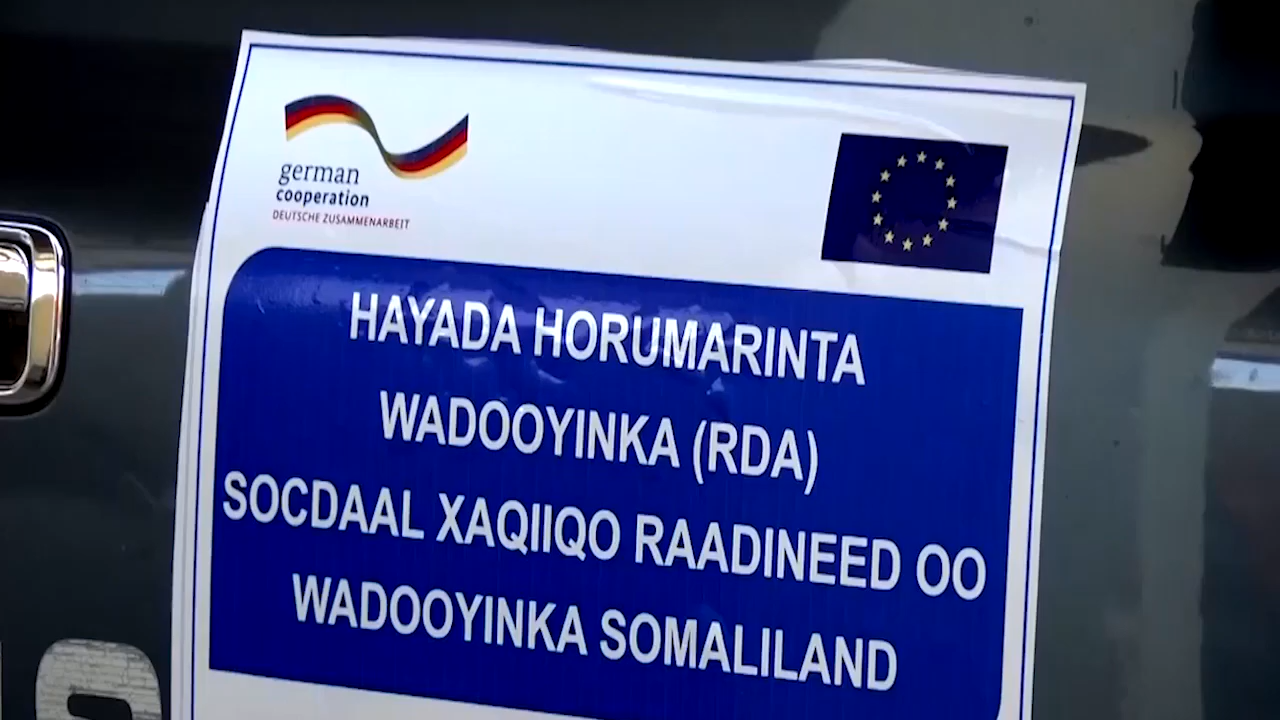 german
cooperation
DEUTSCHE ZUSAMMENARBEIT
HAYADA HORUMARINTA
WADOOYINKA (RDA)
SOCDAAL XAQIIQO RAADINEED OO
WADOOYINKA SOMALILAND